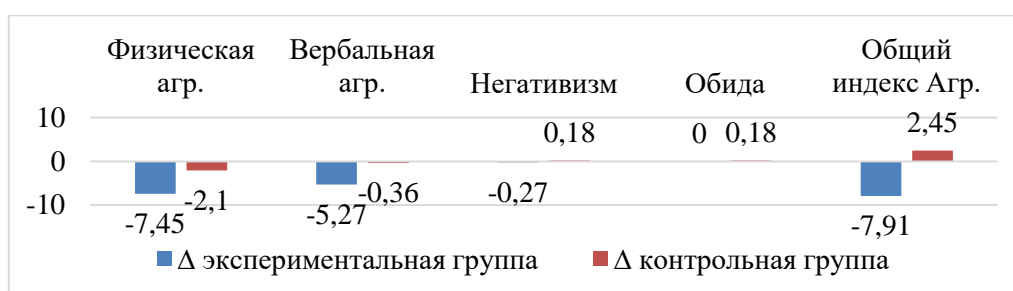 Физическая агр.
Вербальная агр.
Негативизм
Обида
Общий индекс Агр.
10
0
-10
-7,45
-2,1
-5,27
-0,36
-0,27
0,18
0
0,18
-7,91
2,45
Δ экспериментальная группа
Δ контрольная группа